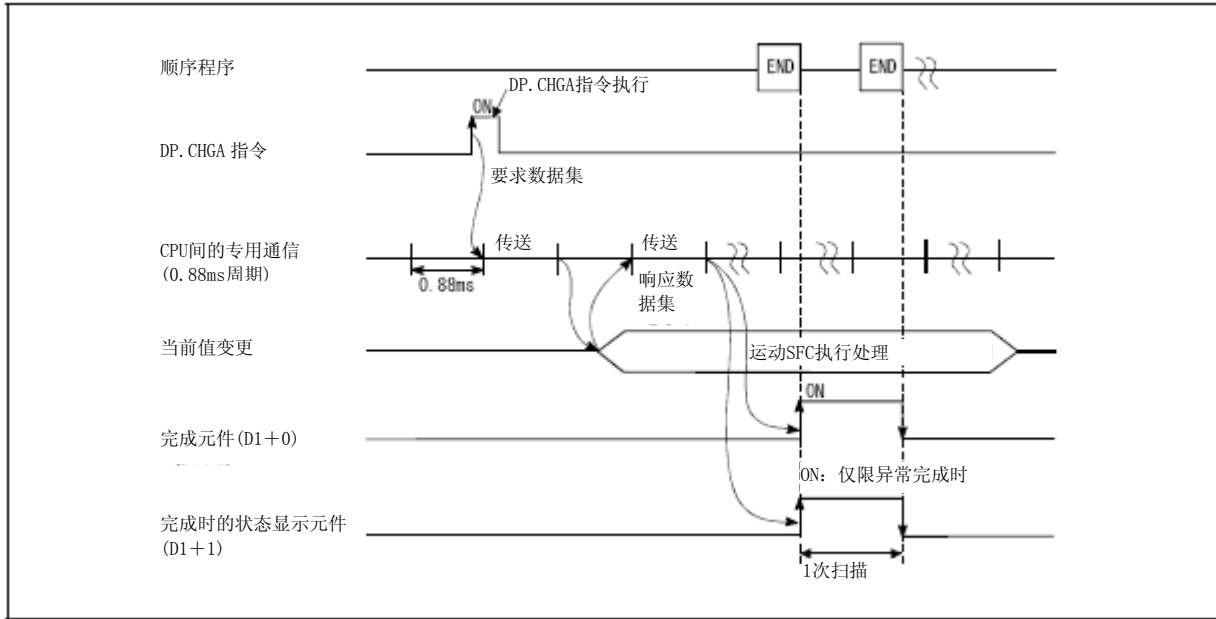 顺序程序
END
END
DP.CHGA指令执行
ON
DP.CHGA 指令
要求数据集
CPU间的专用通信
(0.88ms周期)
传送
传送
0.88ms
响应数
据集
当前值变更
运动SFC执行处理
ON
完成元件(D1＋0)
ON: 仅限异常完成时
完成时的状态显示元件
(D1＋1)
1次扫描